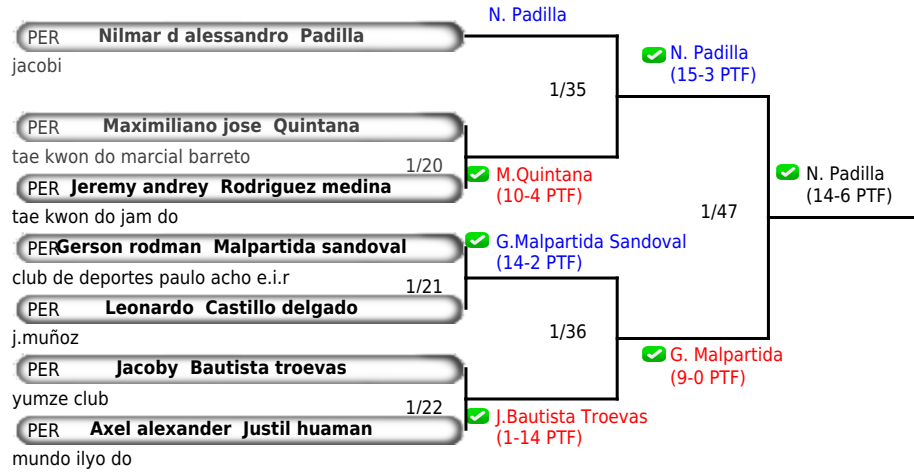 N. Padilla
PER Nilmar d alessandro Padilla
jacobi
N. Padilla
(15-3 PTF)
1/35
PER Maximiliano jose Quintana
tae kwon do marcial barreto
1/20
M.Quintana
(10-4 PTF)
PER Jeremy andrey Rodriguez medina
tae kwon do jam do
N. Padilla
(14-6 PTF)
1/47
PER Gerson rodman Malpartida sandoval
G.Malpartida Sandoval
(14-2 PTF)
club de deportes paulo acho e.i.r
1/21
PER Leonardo Castillo delgado
j.muñoz
1/36
G. Malpartida
(9-0 PTF)
PER Jacoby Bautista troevas
yumze club
1/22
J.Bautista Troevas
(1-14 PTF)
PER Axel alexander Justil huaman
mundo ilyo do